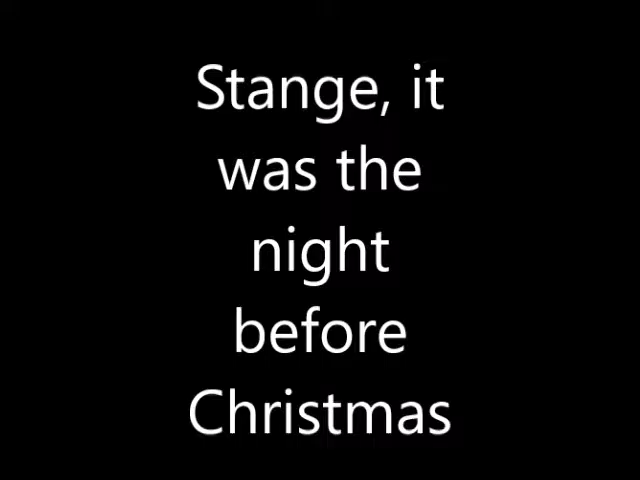 Stange, it
was the
night
before
Christmas